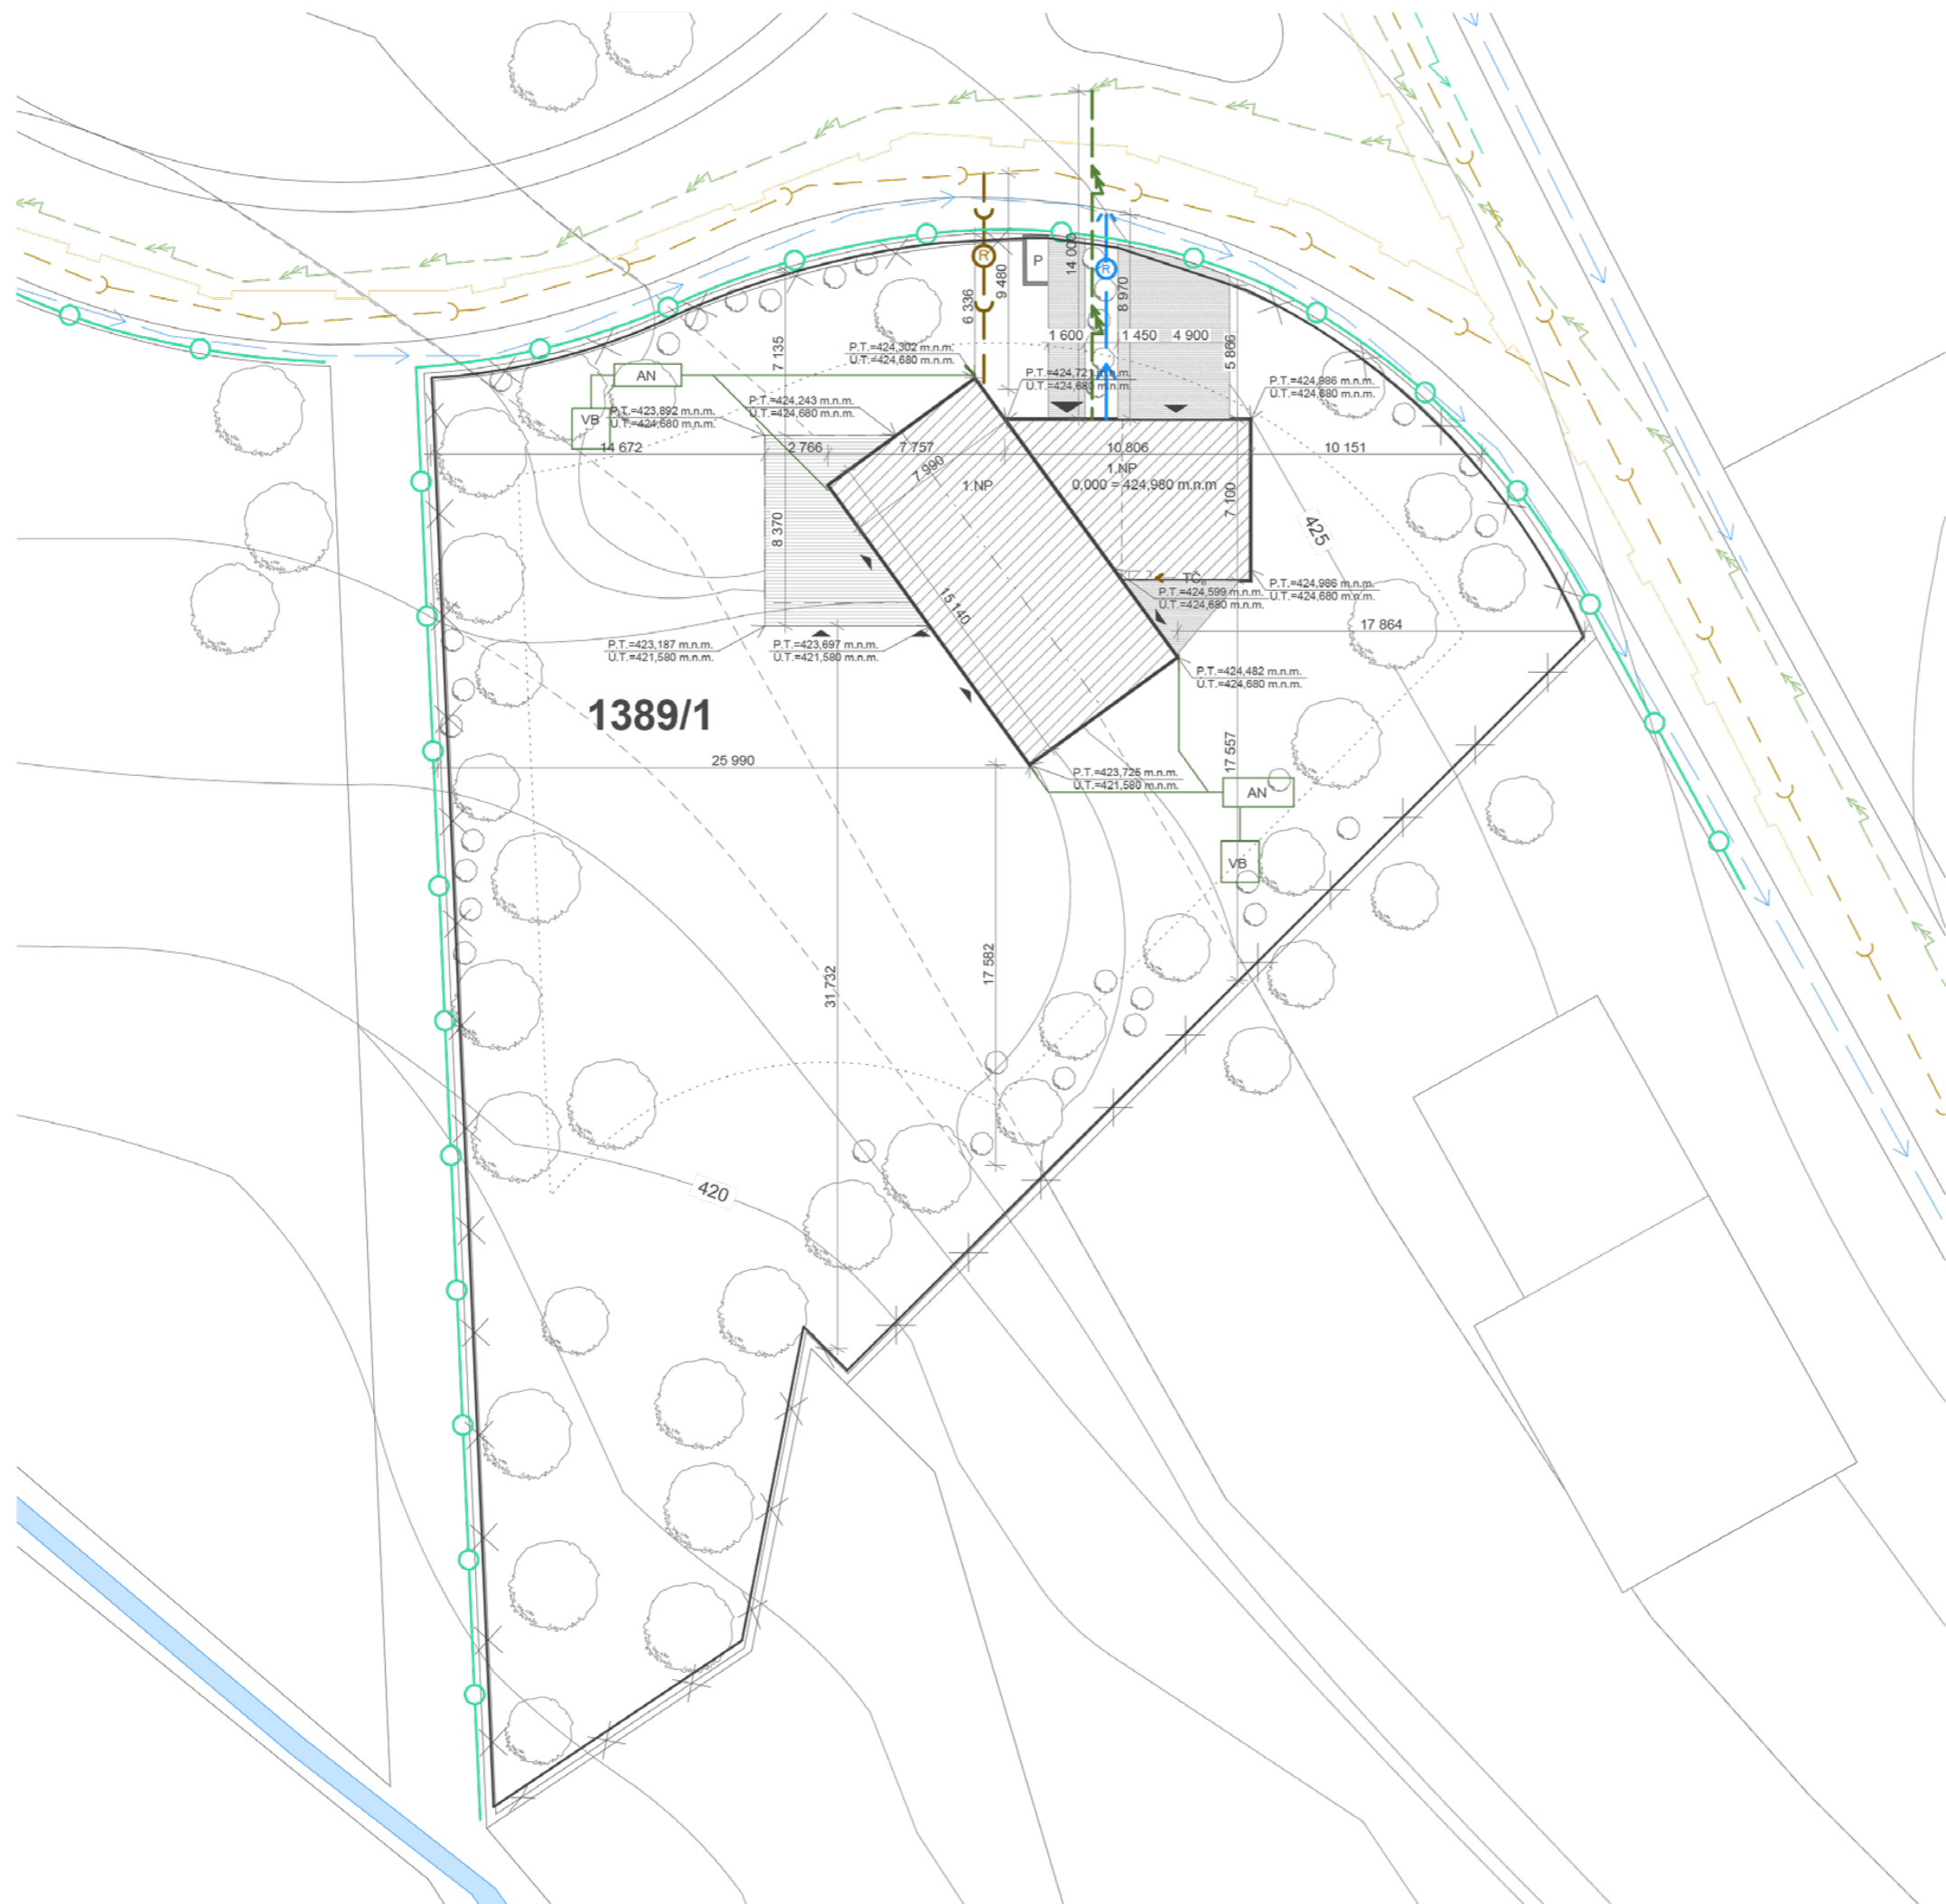 R
P
14 000
R
6 336
9 480
8 970
1 600
1 450
4 900
5 866
7 135
P.T.=424,302 m.n.m.
U.T.=424,680 m.n.m.
AN
P.T.=424,721 m.n.m.
U.T.=424,680 m.n.m.
P.T.=424,986 m.n.m.
U.T.=424,680 m.n.m.
P.T.=424,243 m.n.m.
U.T.=424,680 m.n.m.
P.T.=423,892 m.n.m.
U.T.=424,680 m.n.m.
VB
14 672
2 766
7 757
10 806
10 151
7 990
1.NP
1.NP
0,000 = 424,980 m.n.m
7 100
8 370
425
TČ
P.T.=424,986 m.n.m.
U.T.=424,680 m.n.m.
P.T.=424,599 m.n.m.
U.T.=424,680 m.n.m.
15 140
17 864
P.T.=423,187 m.n.m.
U.T.=421,580 m.n.m.
P.T.=423,697 m.n.m.
U.T.=421,580 m.n.m.
P.T.=424,482 m.n.m.
U.T.=424,680 m.n.m.
1389/1
17 557
25 990
P.T.=423,725 m.n.m.
U.T.=421,580 m.n.m.
AN
VB
17 582
31 732
420